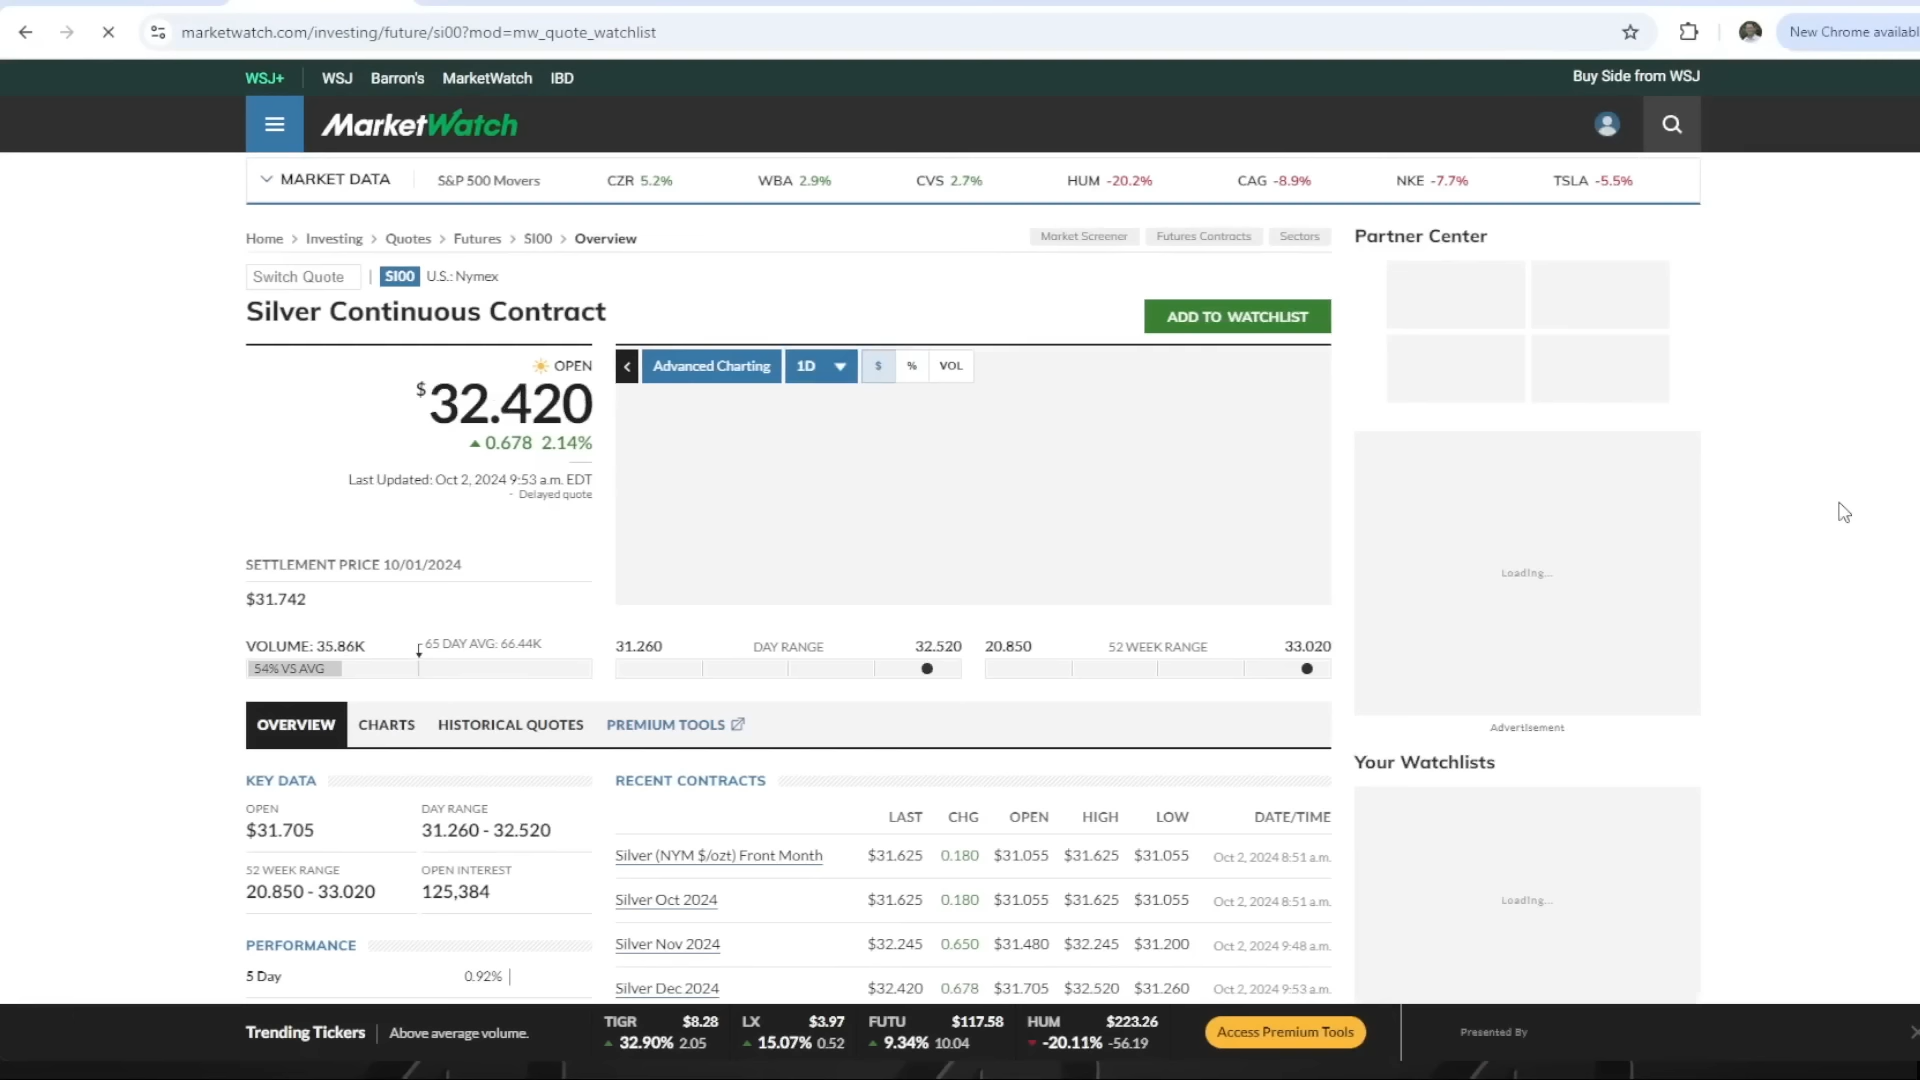 marketwatch.com/investing/future/si00?mod=mw_quote_watchlist
New Chrome availabl
WSJ+ WSJ Barron's MarketWatch IBD Buy Side from WSJ
MarketWatch
MARKET DATA S&P 500 Movers CZR 5.2% WBA 2.9% CVS 2.7% HUM -20.2% CAG -8.9% NKE -7.7% TSLA -5.5%
Home > Investing > Quotes > Futures > SI00 > Overview
Market Screener Futures Contracts Sectors
Partner Center
Switch Quote | SI00 U.S.: Nymex
Silver Continuous Contract
ADD TO WATCHLIST
OPEN
$32.420
0.678 2.14%
Last Updated: Oct 2, 2024 9:53 a.m. EDT
- Delayed quote
Advanced Charting 1D $ % VOL
SETTLEMENT PRICE 10/01/2024
$31.742
Loading...
VOLUME: 35.86K 65 DAY AVG: 66.44K
54% VS AVG
31.260 DAY RANGE 32.520
20.850 52 WEEK RANGE 33.020
Advertisement
OVERVIEW CHARTS HISTORICAL QUOTES PREMIUM TOOLS
Your Watchlists
Loading...
KEY DATA
OPEN DAY RANGE
$31.705 31.260 - 32.520
52 WEEK RANGE OPEN INTEREST
20.850 - 33.020 125,384
PERFORMANCE
5 Day 0.92%
RECENT CONTRACTS
LAST CHG OPEN HIGH LOW DATE/TIME
Silver (NYM $/ozt) Front Month $31.625 0.180 $31.055 $31.625 $31.055 Oct 2, 2024 8:51 a.m.
Silver Oct 2024 $31.625 0.180 $31.055 $31.625 $31.055 Oct 2, 2024 8:51 a.m.
Silver Nov 2024 $32.245 0.650 $31.480 $32.245 $31.200 Oct 2, 2024 9:48 a.m.
Silver Dec 2024 $32.420 0.678 $31.705 $32.520 $31.260 Oct 2, 2024 9:53 a.m.
Trending Tickers | Above average volume.
TIGR $8.28 LX $3.97 FUTU $117.58 HUM $223.26
32.90% 2.05 15.07% 0.52 9.34% 10.04 -20.11% -56.19
Access Premium Tools
Presented By